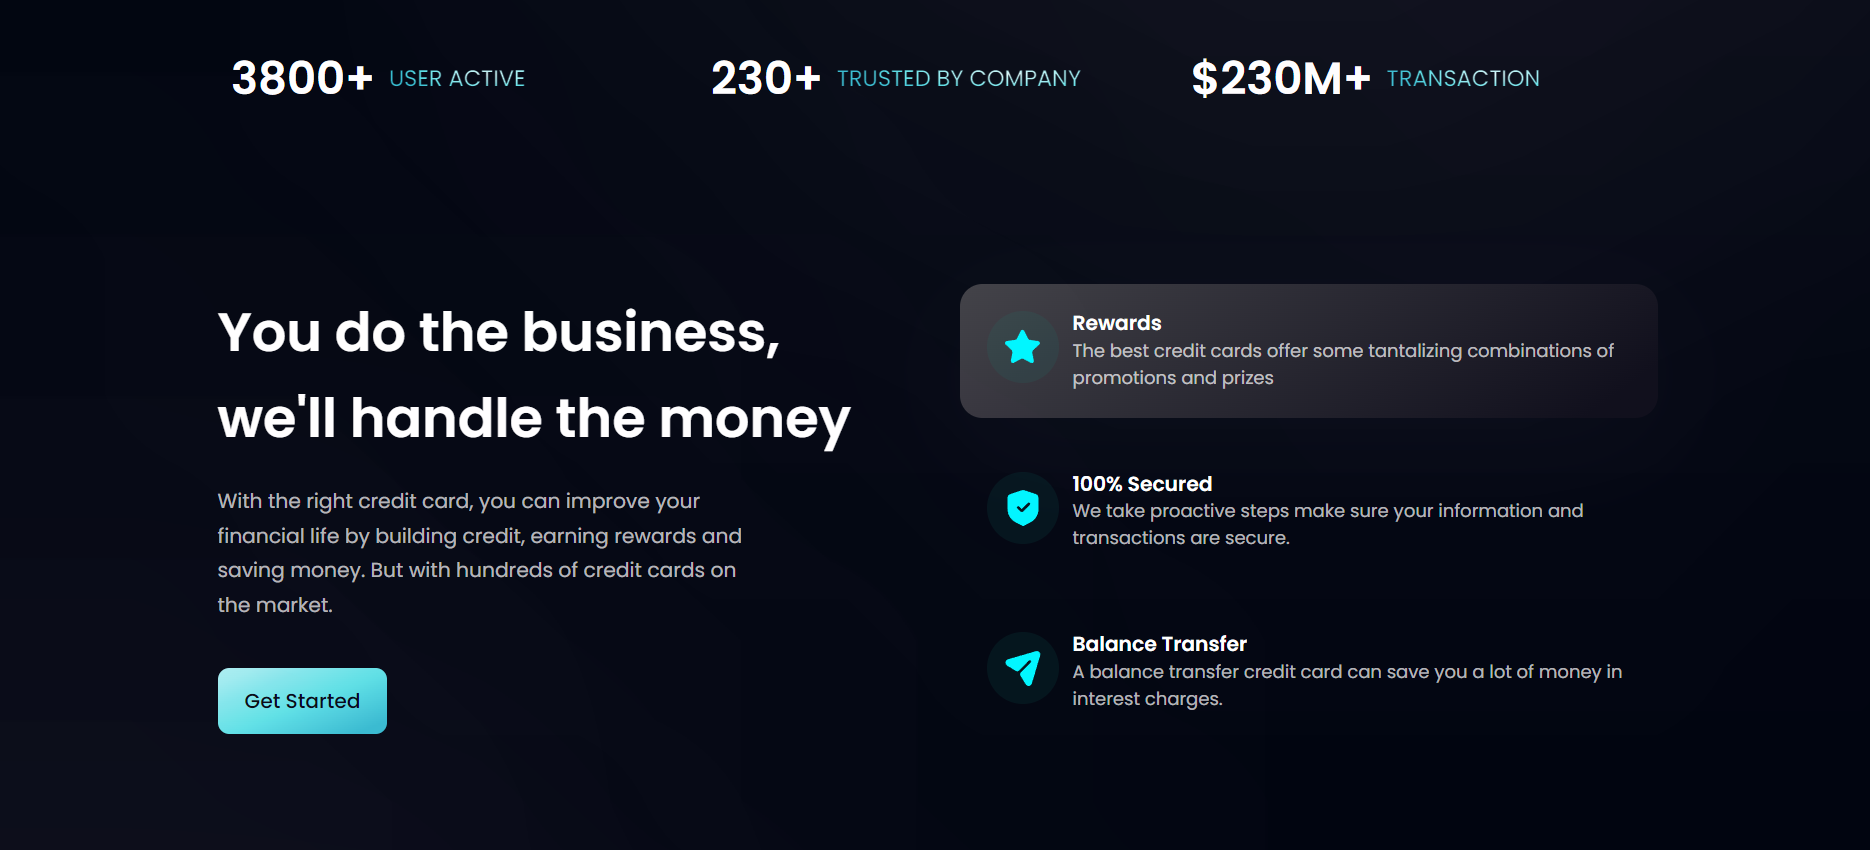 3800+ USER ACTIVE
230+ TRUSTED BY COMPANY
$230M+ TRANSACTION
You do the business,
we'll handle the money
With the right credit card, you can improve your
financial life by building credit, earning rewards and
saving money. But with hundreds of credit cards on
the market.
Get Started
Rewards
The best credit cards offer some tantalizing combinations of
promotions and prizes
100% Secured
We take proactive steps make sure your information and
transactions are secure.
Balance Transfer
A balance transfer credit card can save you a lot of money in
interest charges.